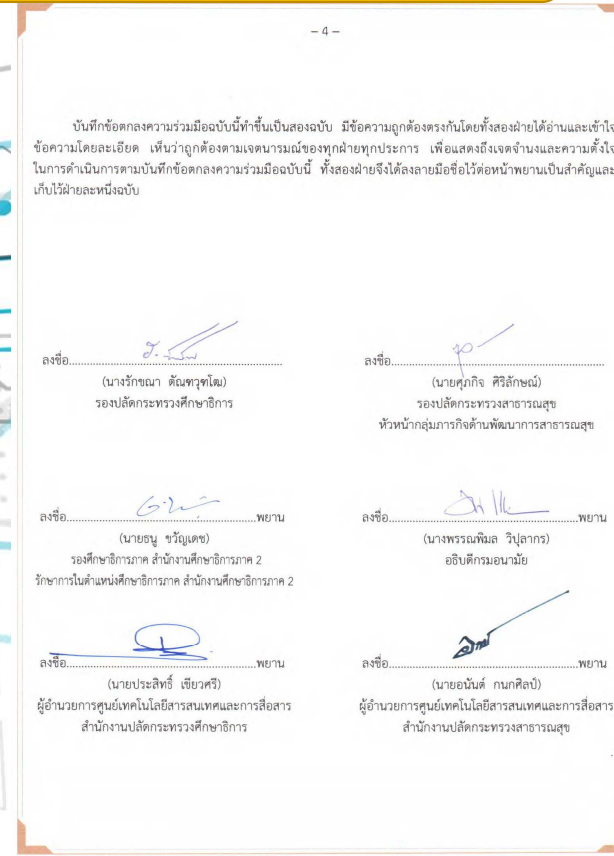 – 4 –
บันทึกข้อตกลงความร่วมมือฉบับนี้ทำขึ้นเป็นสองฉบับ มีข้อความถูกต้องตรงกันโดยทั้งสองฝ่ายได้อ่านและเข้าใจ
ข้อความโดยละเอียด เห็นว่าถูกต้องตามเจตนารมณ์ของทุกฝ่ายทุกประการ เพื่อแสดงถึงเจตจำนงและความตั้งใจ
ในการดำเนินการตามบันทึกข้อตกลงความร่วมมือฉบับนี้ ทั้งสองฝ่ายจึงได้ลงลายมือชื่อไว้ต่อหน้าพยานเป็นสำคัญและ
เก็บไว้ฝ่ายละหนึ่งฉบับ
ลงชื่อ
(นางรักขณา ตัณฑวุฑโฒ)
รองปลัดกระทรวงศึกษาธิการ
ลงชื่อ
(นายศุภกิจ ศิริลักษณ์)
รองปลัดกระทรวงสาธารณสุข
หัวหน้ากลุ่มภารกิจด้านพัฒนาการสาธารณสุข
ลงชื่อ พยาน
(นายธนู ขวัญเดช)
รองศึกษาธิการภาค สำนักงานศึกษาธิการภาค 2
รักษาการในตำแหน่งศึกษาธิการภาค สำนักงานศึกษาธิการภาค 2
ลงชื่อ พยาน
(นางพรรณพิมล วิปุลากร)
อธิบดีกรมอนามัย
ลงชื่อ พยาน
(นายประสิทธิ์ เขียวศรี)
ผู้อำนวยการศูนย์เทคโนโลยีสารสนเทศและการสื่อสาร
สำนักงานปลัดกระทรวงศึกษาธิการ
ลงชื่อ พยาน
(นายอนันต์ กนกศิลป์)
ผู้อำนวยการศูนย์เทคโนโลยีสารสนเทศและการสื่อสาร
สำนักงานปลัดกระทรวงสาธารณสุข